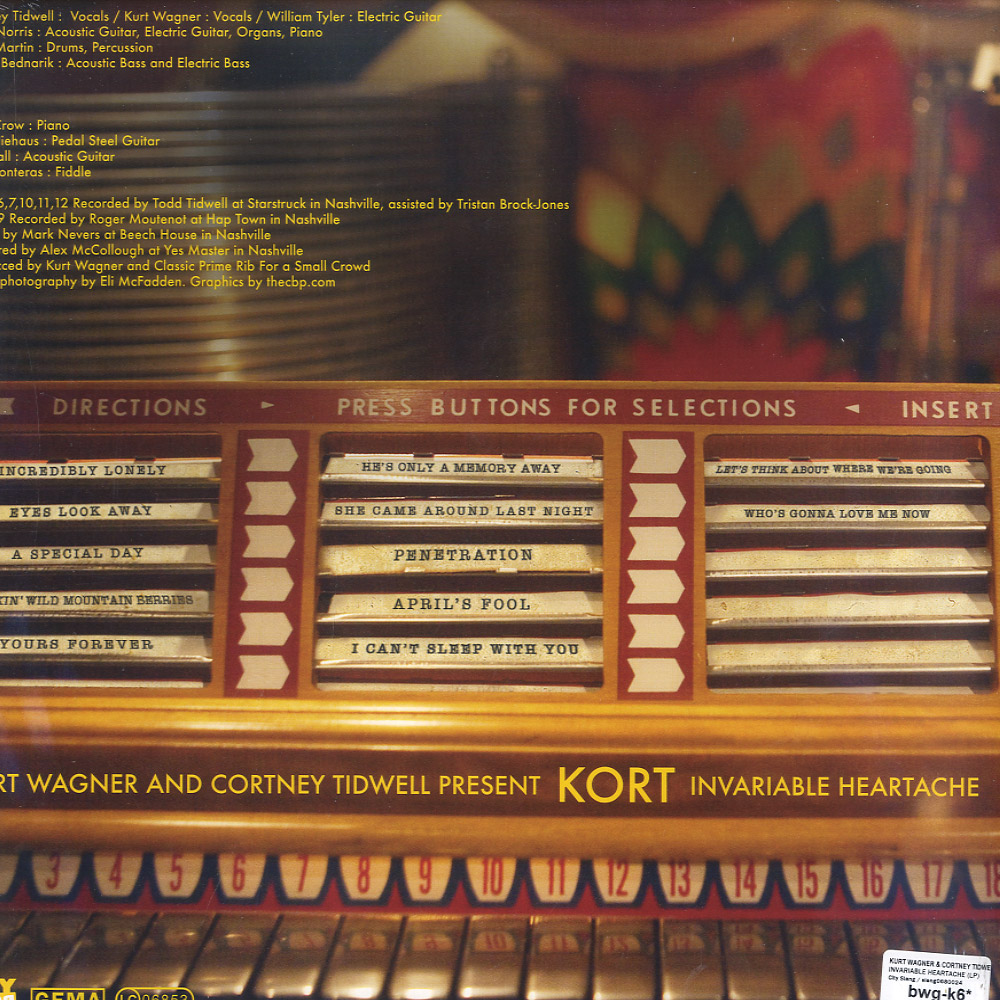 y Tidwell : Vocals / Kurt Wagner : Vocals / William Tyler : Electric Guitar
Norris : Acoustic Guitar, Electric Guitar, Organs, Piano
Martin : Drums, Percussion
Bednarik : Acoustic Bass and Electric Bass
Crow : Piano
iehaus : Pedal Steel Guitar
all : Acoustic Guitar
onteras : Fiddle
6,7,10,11,12 Recorded by Todd Tidwell at Starstruck in Nashville, assisted by Tristan Brock-Jones
9 Recorded by Roger Moutenot at Hap Town in Nashville
by Mark Nevers at Beech House in Nashville
red by Alex McCollough at Yes Master in Nashville
ced by Kurt Wagner and Classic Prime Rib For a Small Crowd
photography by Eli McFadden. Graphics by thecbp.com
DIRECTIONS PRESS BUTTONS FOR SELECTIONS INSERT
INCREDIBLY LONELY
EYES LOOK AWAY
A SPECIAL DAY
KIN' WILD MOUNTAIN BERRIES
YOURS FOREVER
HE'S ONLY A MEMORY AWAY
SHE CAME AROUND LAST NIGHT
PENETRATION
APRIL'S FOOL
I CAN'T SLEEP WITH YOU
LET'S THINK ABOUT WHERE WE'RE GOING
WHO'S GONNA LOVE ME NOW
RT WAGNER AND CORTNEY TIDWELL PRESENT KORT INVARIABLE HEARTACHE
3 4 5 6 7 8 9 10 11 12 13 14 15 16 17 18
GEMA LC 06853
KURT WAGNER & CORTNEY TIDWE
INVARIABLE HEARTACHE (LP)
City Slang / slang0680024
bwg-k6*